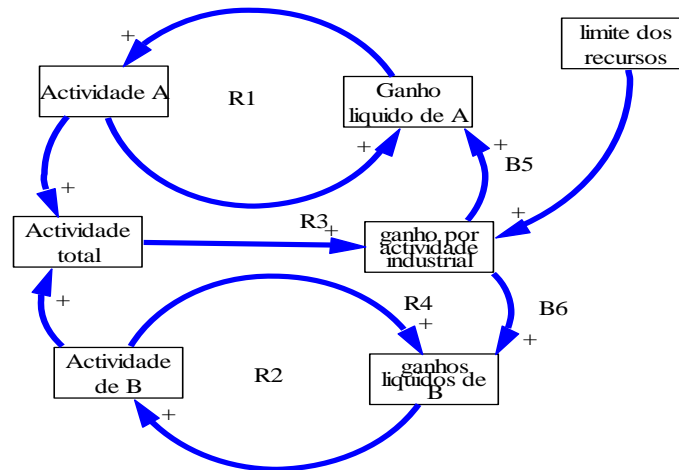 +
limite dos
recursos
Actividade A
R1
Ganho
liquido de A
+
+
B5
+
Actividade
total
R3
+
ganho por
actividade
industrial
+
+
R4
+
B6
+
Actividade
de B
R2
ganhos
liquidos de
B
+